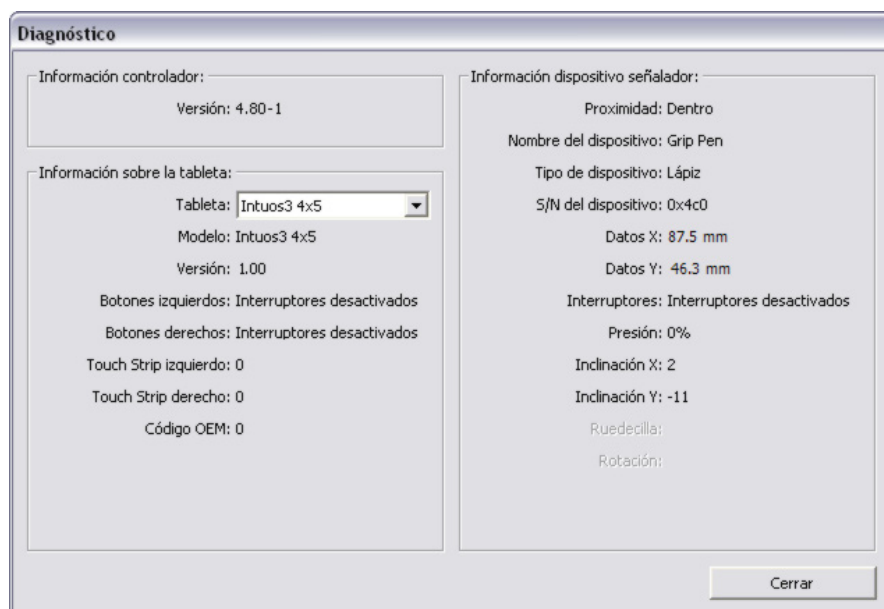 Diagnóstico
Información controlador:
Versión: 4.80-1
Información sobre la tableta:
Tableta: Intuos3 4x5
Modelo: Intuos3 4x5
Versión: 1.00
Botones izquierdos: Interruptores desactivados
Botones derechos: Interruptores desactivados
Touch Strip izquierdo: 0
Touch Strip derecho: 0
Código OEM: 0
Información dispositivo señalador:
Proximidad: Dentro
Nombre del dispositivo: Grip Pen
Tipo de dispositivo: Lápiz
S/N del dispositivo: 0x4c0
Datos X: 87.5 mm
Datos Y: 46.3 mm
Interruptores: Interruptores desactivados
Presión: 0%
Inclinación X: 2
Inclinación Y: -11
Ruedecilla:
Rotación:
Cerrar